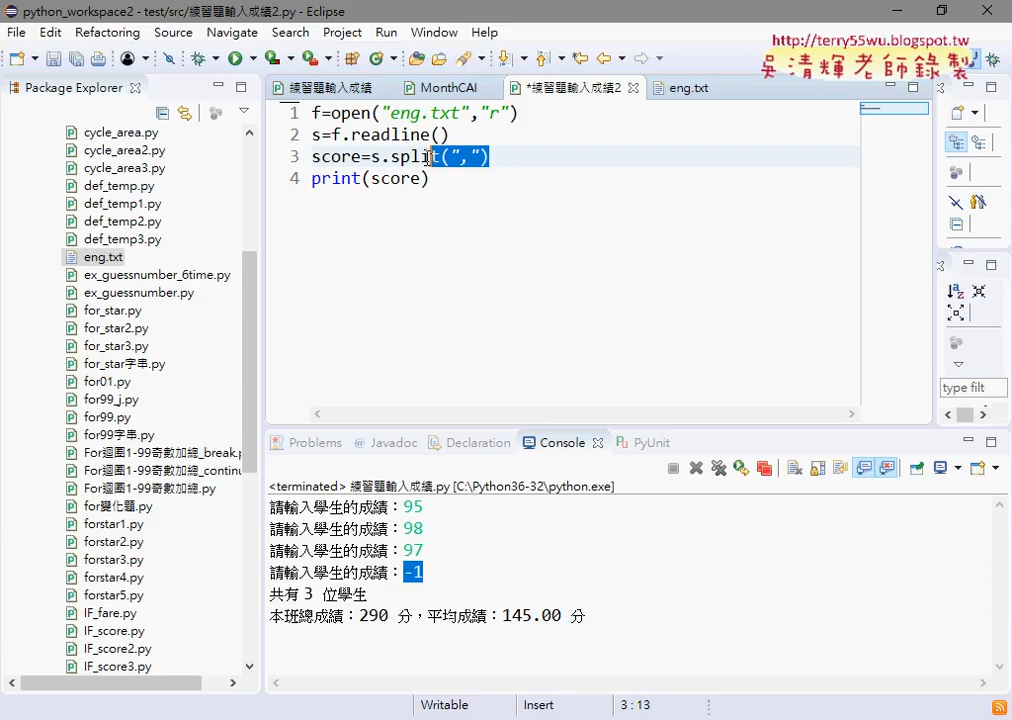 python_workspace2 - test/src/練習題輸入成績2.py - Eclipse
File Edit Refactoring Source Navigate Search Project Run Window Help
http://terry55wu.blogspot.tw
吳清輝老師錄製
Package Explorer
練習題輸入成績
MonthCAI
*練習題輸入成績2
eng.txt
cycle_area.py
cycle_area2.py
cycle_area3.py
def_temp.py
def_temp1.py
def_temp2.py
def_temp3.py
eng.txt
ex_guessnumber_6time.py
ex_guessnumber.py
for_star.py
for_star2.py
for_star3.py
for_star字串.py
for01.py
for99_j.py
for99.py
for99字串.py
For迴圈1-99奇數加總_break.
For迴圈1-99奇數加總_continu
For迴圈1-99奇數加總.py
for變化題.py
forstar1.py
forstar2.py
forstar3.py
forstar4.py
forstar5.py
IF_fare.py
IF_score.py
IF_score2.py
IF_score3.py
1 f=open("eng.txt","r")
2 s=f.readline()
3 score=s.split(",")
4 print(score)
type filt
Problems @ Javadoc Declaration Console PyUnit
<terminated> 練習題輸入成績.py [C:\Python36-32\python.exe]
請輸入學生的成績：95
請輸入學生的成績：98
請輸入學生的成績：97
請輸入學生的成績：-1
共有 3 位學生
本班總成績：290 分，平均成績：145.00 分
Writable Insert 3 : 13